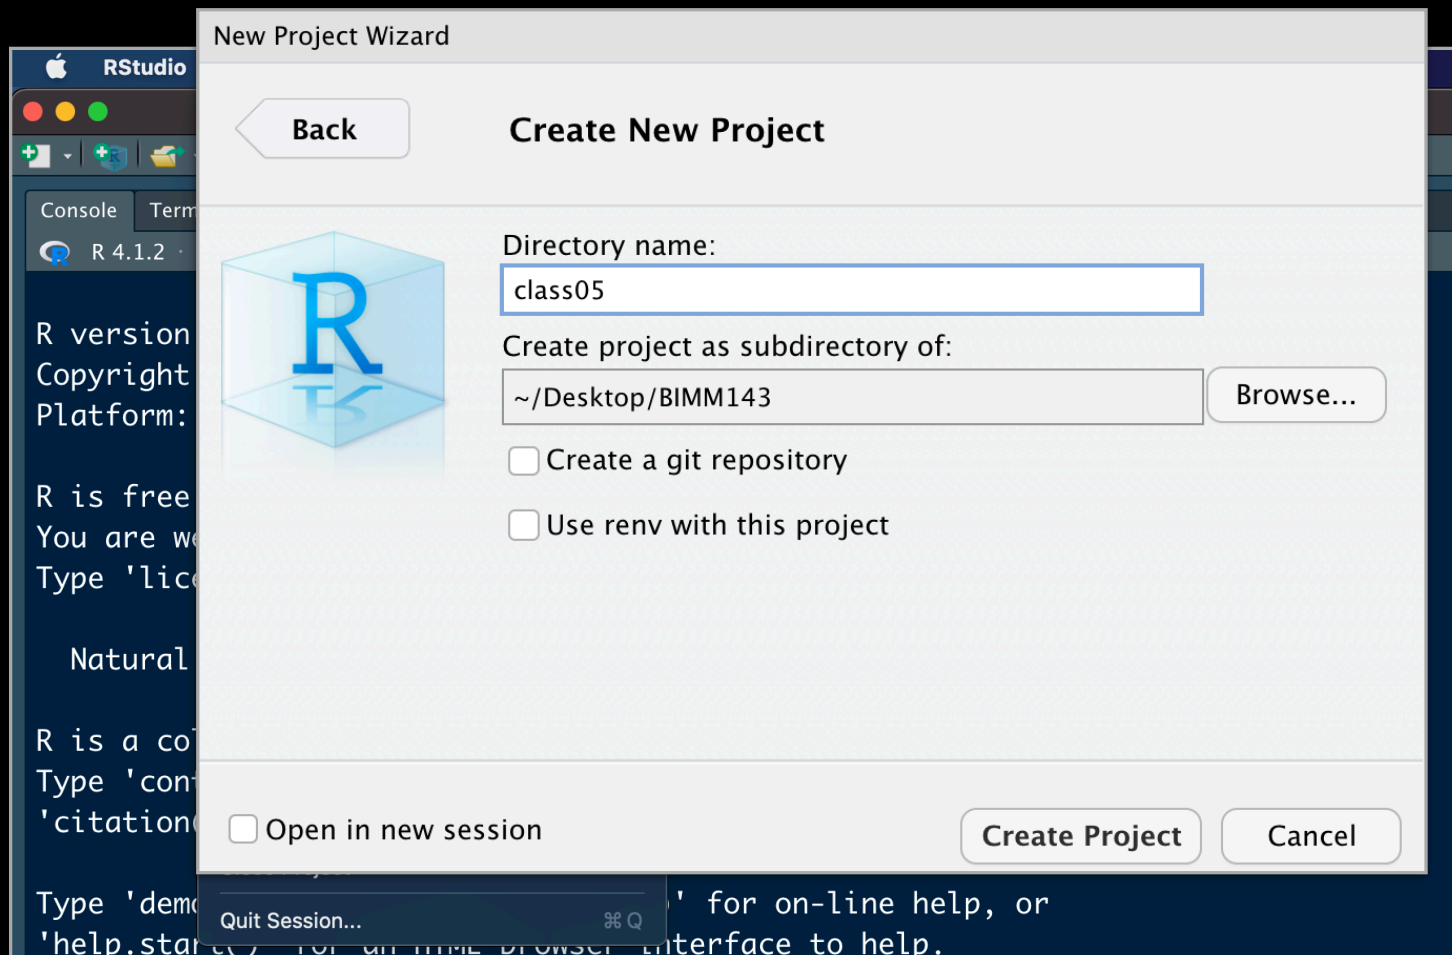 New Project Wizard
RStudio
Back
Create New Project
Console
R 4.1.2
Directory name:
class05
Create project as subdirectory of:
~/Desktop/BIMM143
Browse...
Create a git repository
Use renv with this project
R version
Copyright
Platform:
R is free
You are
Type
Natural
R is a
Type
Open in new session
Create Project
Cancel
Type
' for on-line help, or
Quit Session... ⌘Q
interface to help.